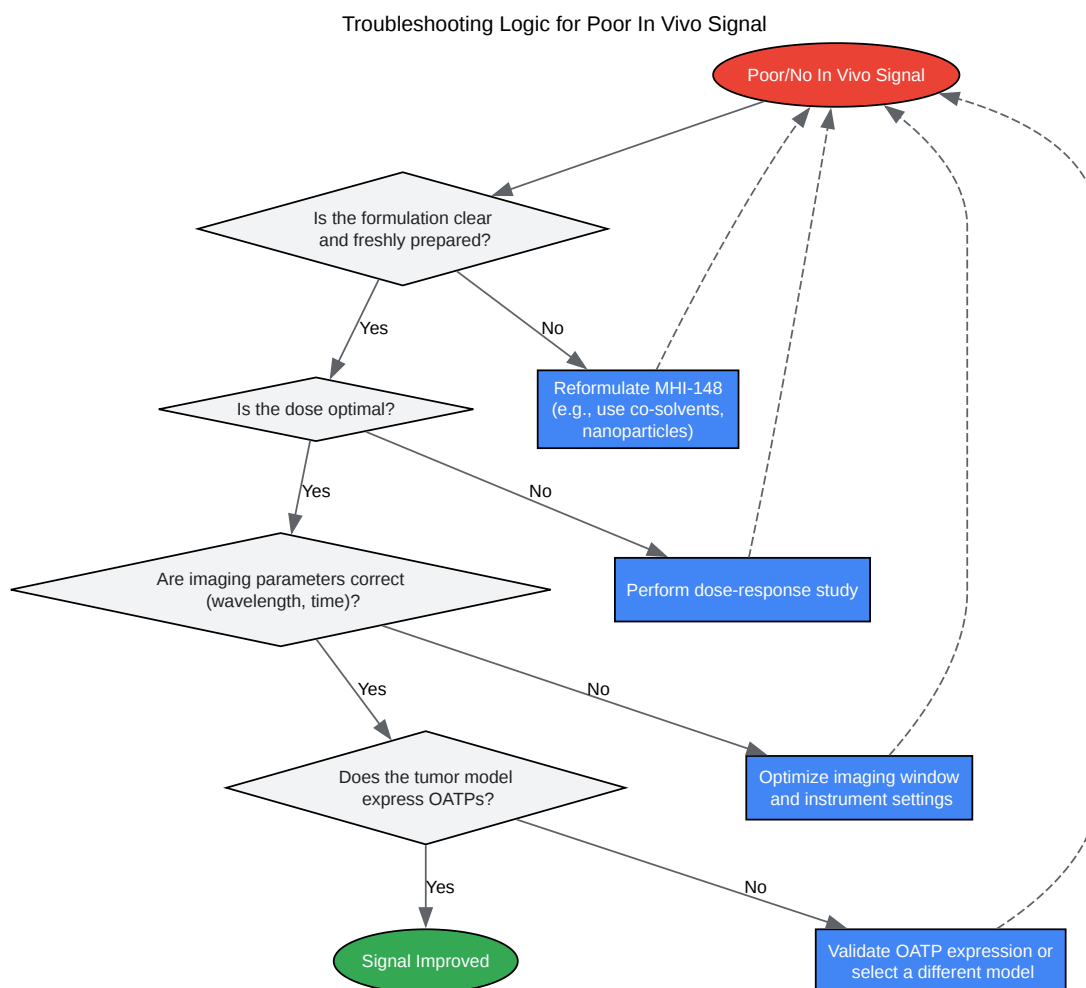 Troubleshooting Logic for Poor In Vivo Signal
Poor/No In Vivo Signal
Is the formulation clear
and freshly prepared?
Yes
No
Reformulate MHI-148
(e.g., use co-solvents,
nanoparticles)
Is the dose optimal?
Yes
No
Perform dose-response study
Are imaging parameters correct
(wavelength, time)?
Yes
No
Optimize imaging window
and instrument settings
Does the tumor model
express OATPs?
Yes
No
Signal Improved
Validate OATP expression or
select a different model